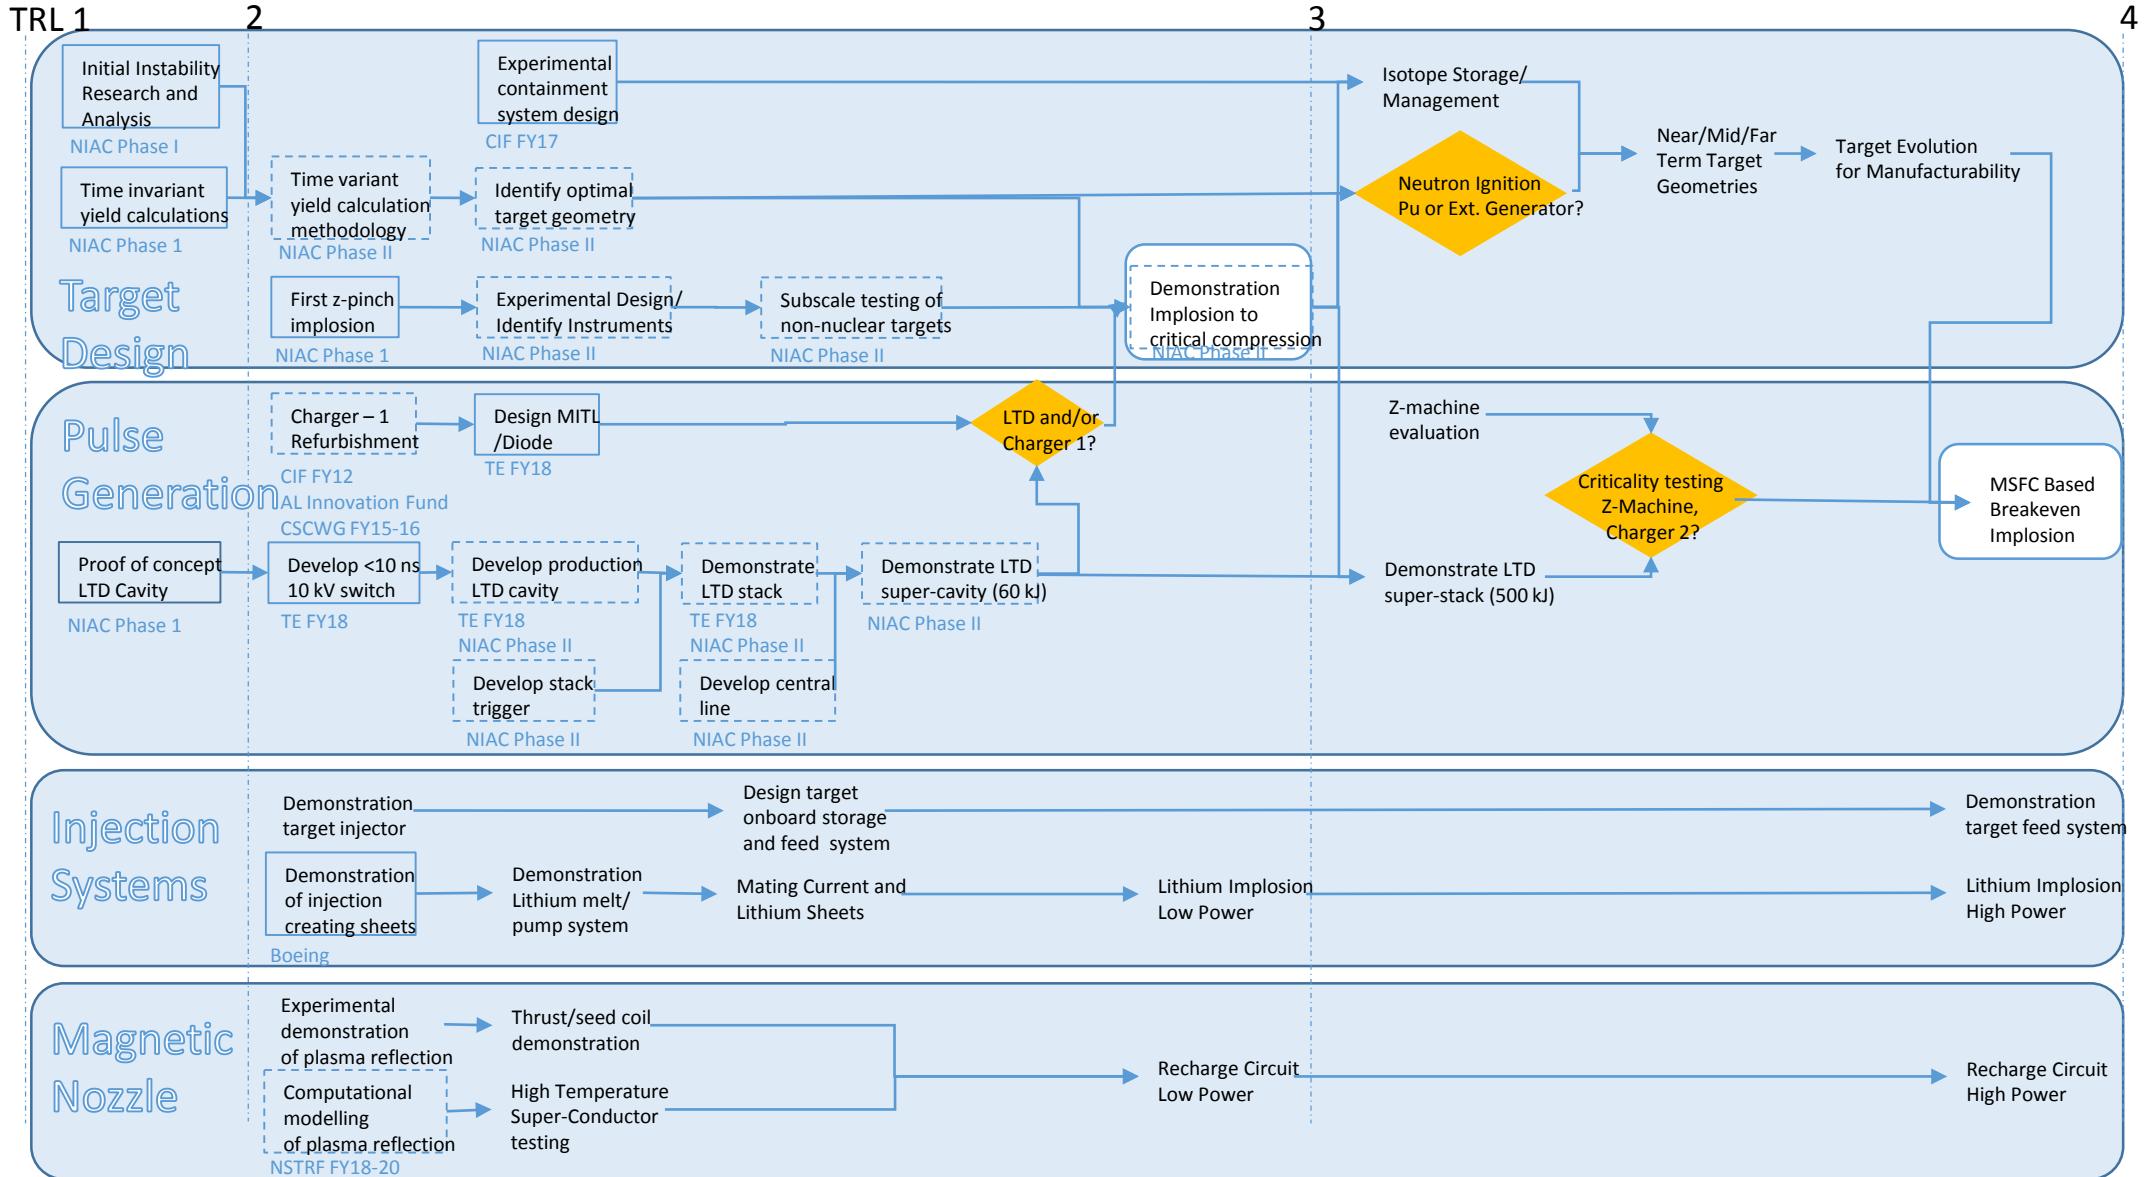 TRL 1
2
3
4
Initial Instability
Research and
Analysis
NIAC Phase I
Time invariant
yield calculations
NIAC Phase 1
Experimental
containment
system design
CIF FY17
Time variant
yield calculation
methodology
NIAC Phase II
Identify optimal
target geometry
NIAC Phase II
Isotope Storage/
Management
Neutron Ignition
Pu or Ext. Generator?
Near/Mid/Far
Term Target
Geometries
Target Evolution
for Manufacturability
Target
Design
First z-pinch
implosion
NIAC Phase 1
Experimental Design/
Identify Instruments
NIAC Phase II
Subscale testing of
non-nuclear targets
NIAC Phase II
Demonstration
Implosion to
critical compression
NIAC Phase II
Pulse
Generation
Charger – 1
Refurbishment
CIF FY12
AL Innovation Fund
CSCWG FY15-16
Design MITL
/Diode
TE FY18
LTD and/or
Charger 1?
Z-machine
evaluation
Criticality testing
Z-Machine,
Charger 2?
MSFC Based
Breakeven
Implosion
Proof of concept
LTD Cavity
NIAC Phase 1
Develop <10 ns
10 kV switch
TE FY18
Develop production
LTD cavity
TE FY18
NIAC Phase II
Demonstrate
LTD stack
TE FY18
NIAC Phase II
Demonstrate LTD
super-cavity (60 kJ)
NIAC Phase II
Demonstrate LTD
super-stack (500 kJ)
Develop stack
trigger
NIAC Phase II
Develop central
line
NIAC Phase II
Injection
Systems
Demonstration
target injector
Design target
onboard storage
and feed system
Demonstration
target feed system
Demonstration
of injection
creating sheets
Boeing
Demonstration
Lithium melt/
pump system
Mating Current and
Lithium Sheets
Lithium Implosion
Low Power
Lithium Implosion
High Power
Magnetic
Nozzle
Experimental
demonstration
of plasma reflection
Thrust/seed coil
demonstration
Computational
modelling
of plasma reflection
NSTRF FY18-20
High Temperature
Super-Conductor
testing
Recharge Circuit
Low Power
Recharge Circuit
High Power